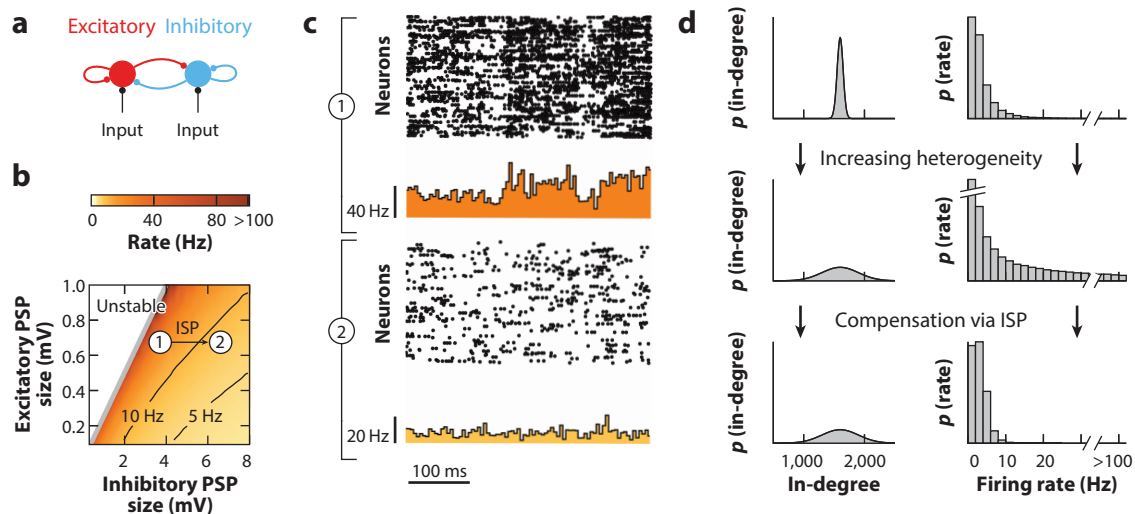 a
Excitatory Inhibitory
Input Input
b
0 40 80 >100
Rate (Hz)
Excitatory PSP
size (mV)
1.0
0.8
0.6
0.4
0.2
Unstable
ISP
1 2
10 Hz 5 Hz
2 4 6 8
Inhibitory PSP
size (mV)
c
1
Neurons
40 Hz
2
Neurons
20 Hz
100 ms
d
p (in-degree) p (rate)
Increasing heterogeneity
p (in-degree) p (rate)
Compensation via ISP
p (in-degree) p (rate)
1,000 2,000 0 10 20 >100
In-degree Firing rate (Hz)